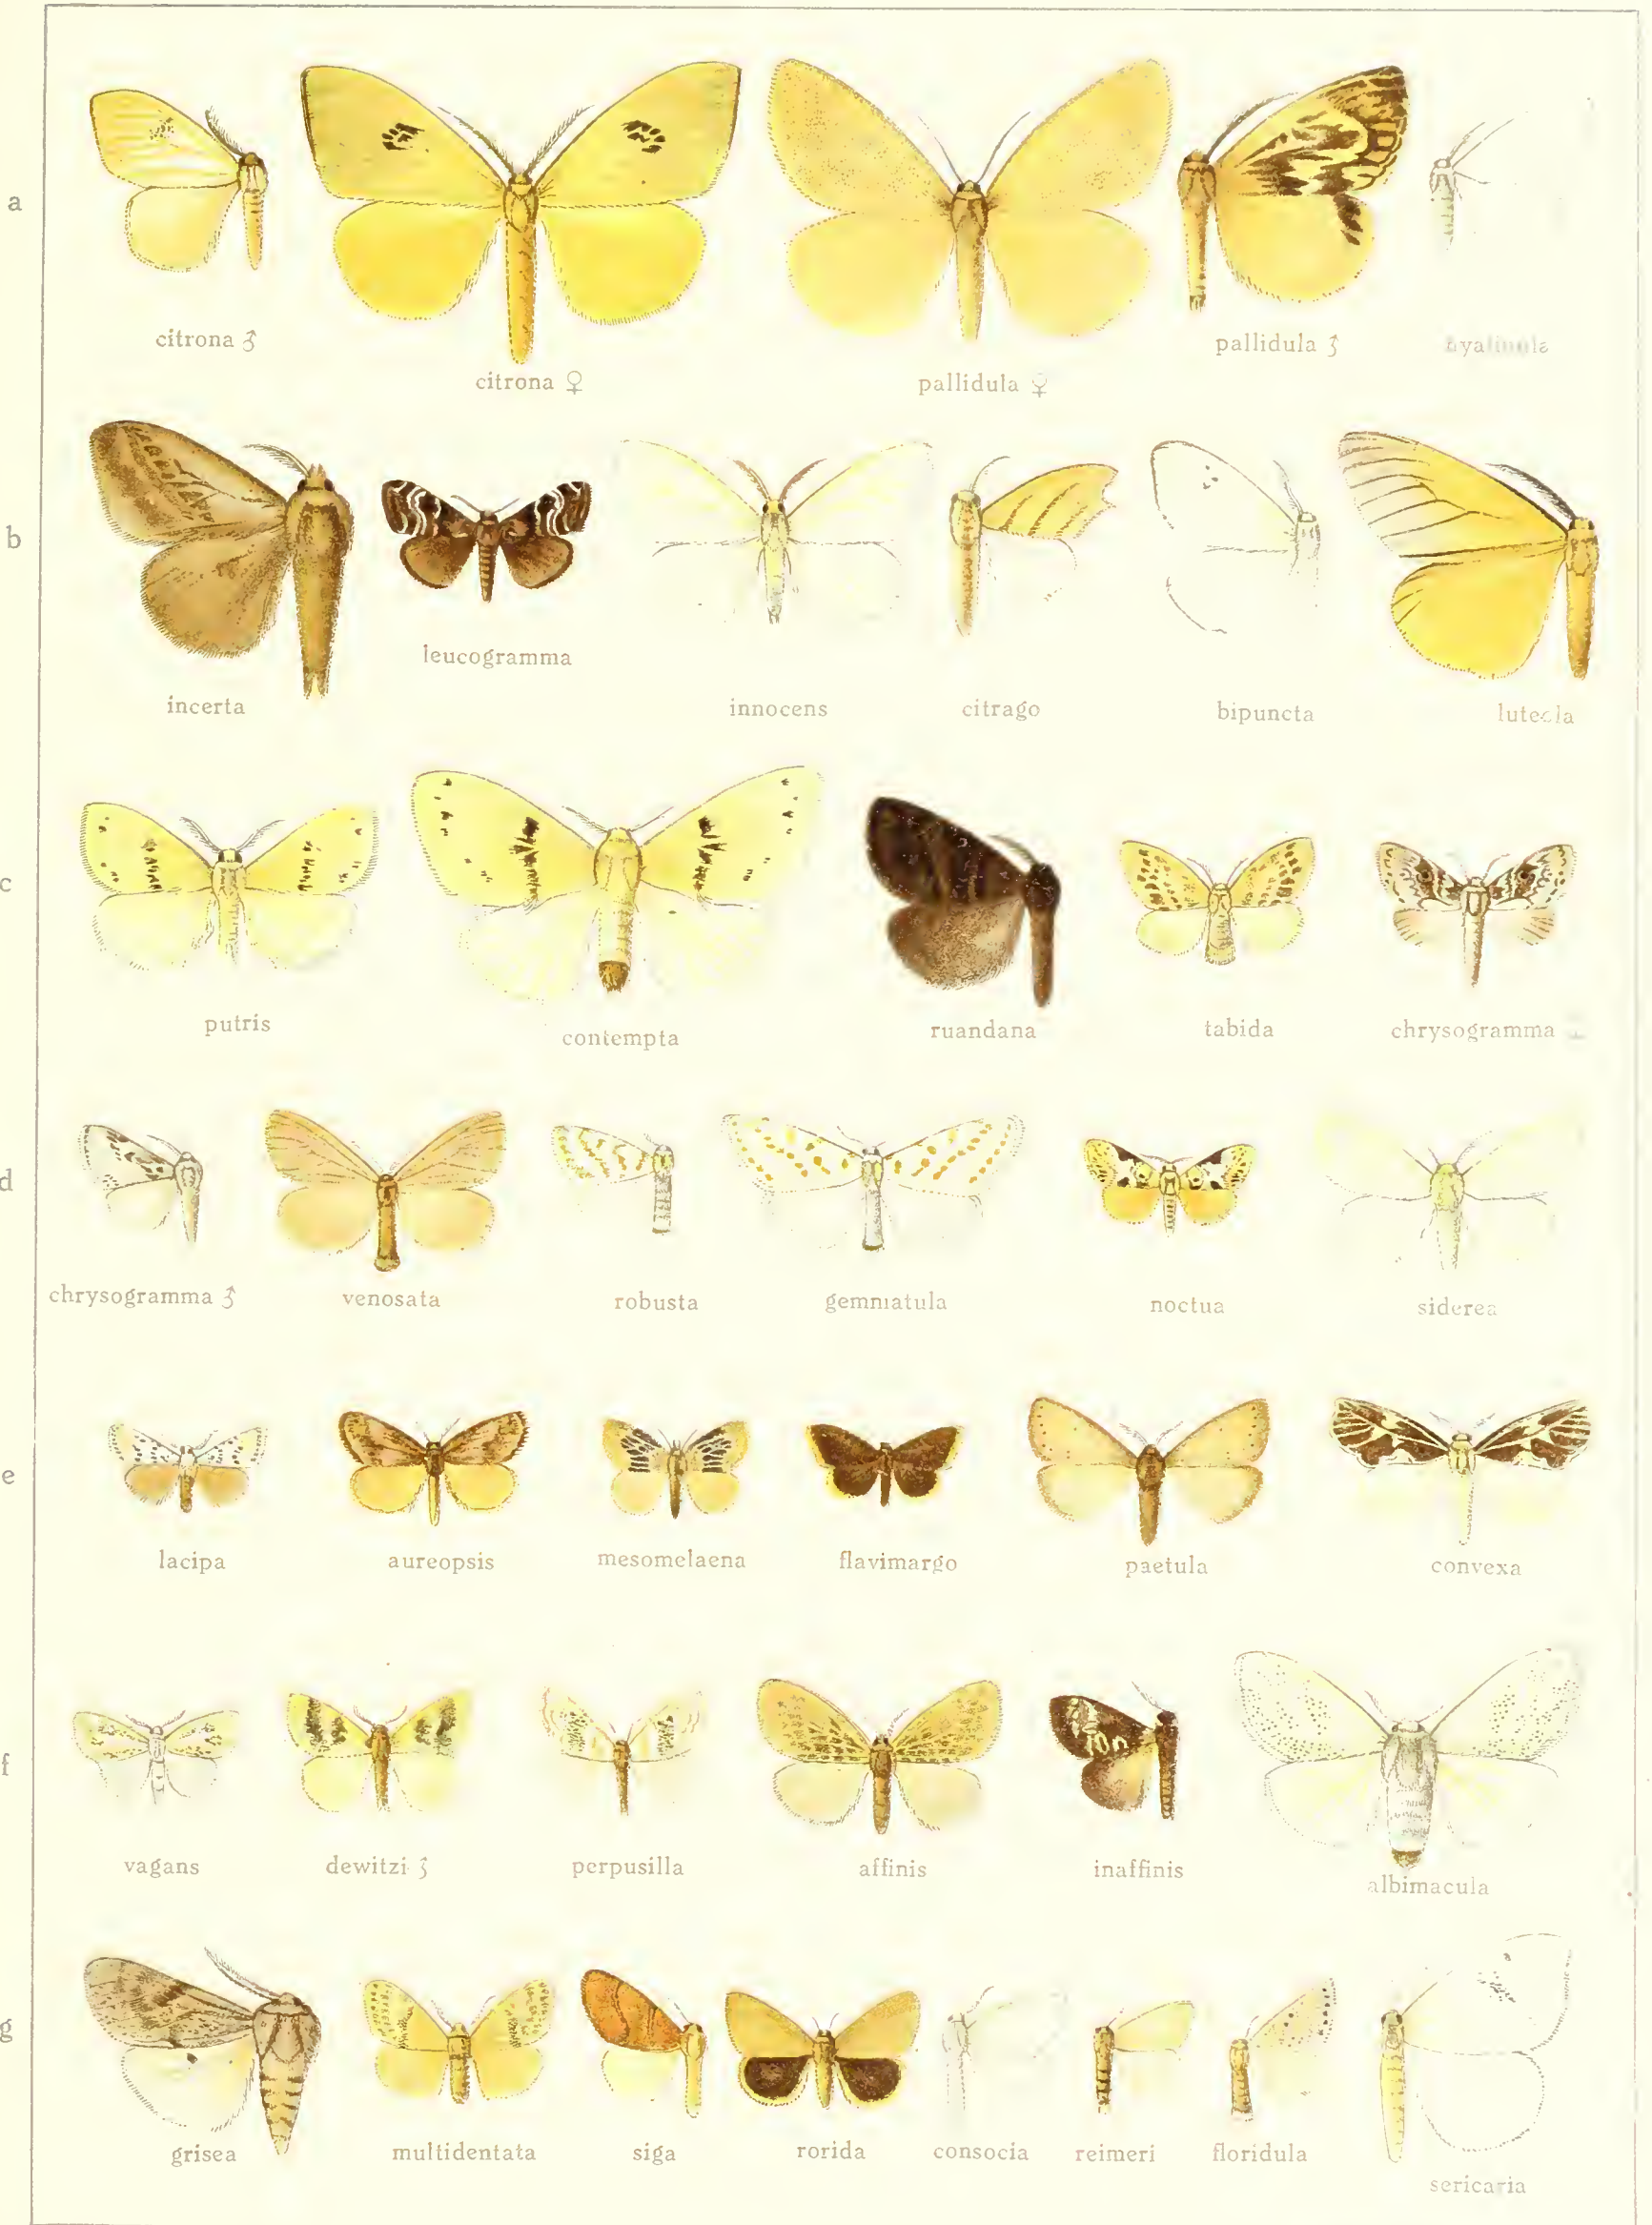 a
citrona ♂ citrona ♀ pallidula ♀ pallidula ♂
b
incerta leucogramma innocens citrago bipuncta
c
putris contempta ruandana tabida chrysogramma
d
chrysogramma ♂ venosata robusta gemmatula noctua siderea
e
lacipa aureopsis mesomelaena flavimargo paetula convexa
f
vagans dewitzi ♂ perpusilla affinis inaffinis albimacula
g
grisea multidentata siga rorida consocia reimeri floridula sericaria